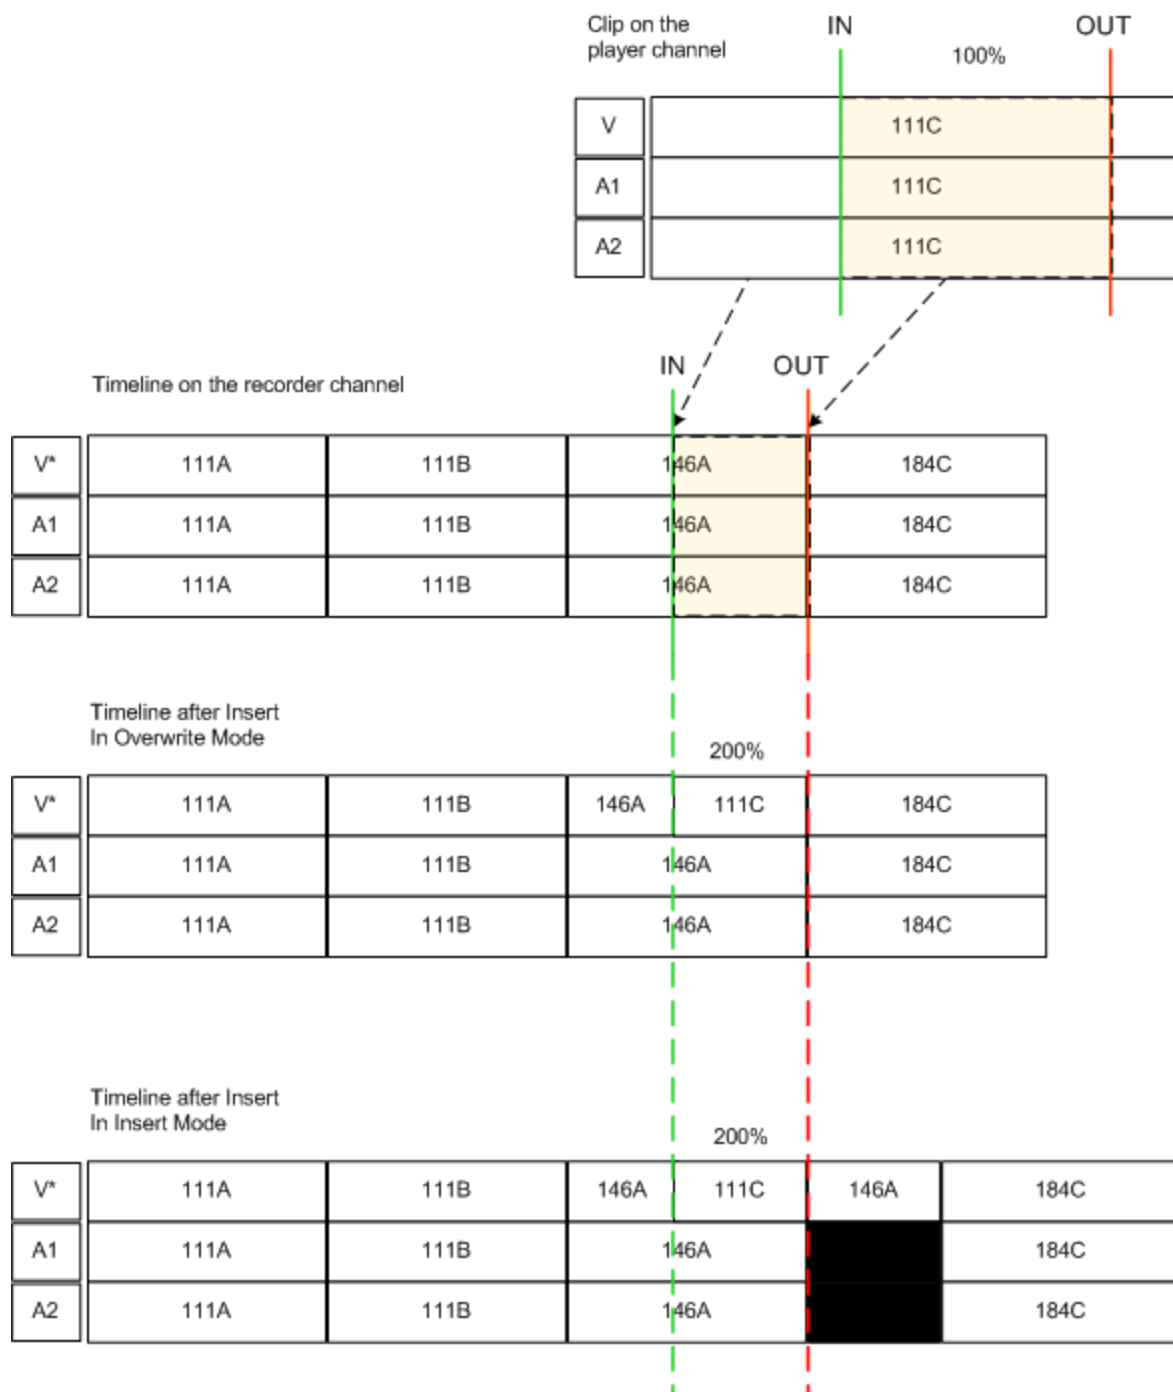 Clip on the
player channel
IN
OUT
100%
V 111C
A1 111C
A2 111C
IN
OUT
Timeline on the recorder channel
V* 111A 111B 146A 184C
A1 111A 111B 146A 184C
A2 111A 111B 146A 184C
Timeline after Insert
In Overwrite Mode
200%
V* 111A 111B 146A 111C 184C
A1 111A 111B 146A 184C
A2 111A 111B 146A 184C
Timeline after Insert
In Insert Mode
200%
V* 111A 111B 146A 111C 146A 184C
A1 111A 111B 146A 184C
A2 111A 111B 146A 184C